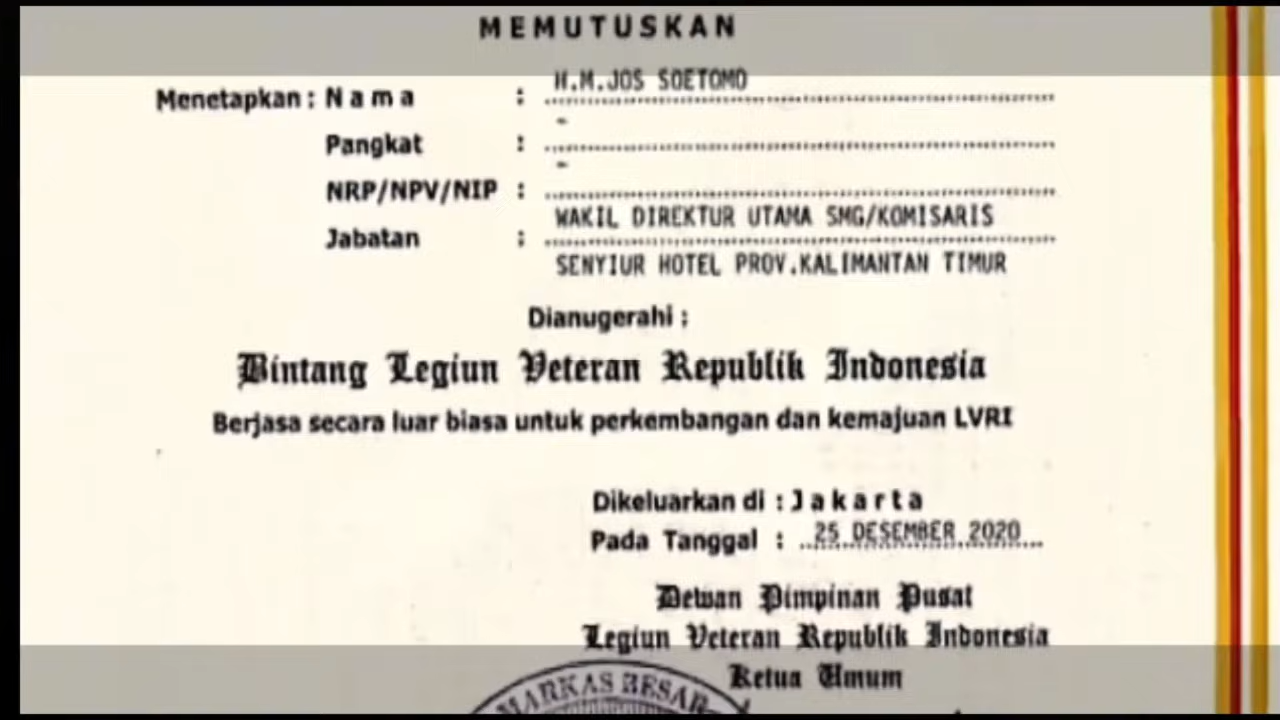 MEMUTUSKAN
Menetapkan : N a m a : H.M.JOS SOETOMO
Pangkat : -
NRP/NPV/NIP : -
Jabatan : WAKIL DIREKTUR UTAMA SMG/KOMISARIS
SENYIUR HOTEL PROV.KALIMANTAN TIMUR
Dianugerahi :
Bintang Legiun Veteran Republik Indonesia
Berjasa secara luar biasa untuk perkembangan dan kemajuan LVRI
Dikeluarkan di : J a k a r t a
Pada Tanggal : 25 DESEMBER 2020
Dewan Pimpinan Pusat
Legiun Veteran Republik Indonesia
Ketua Umum
MARKAS BESAR